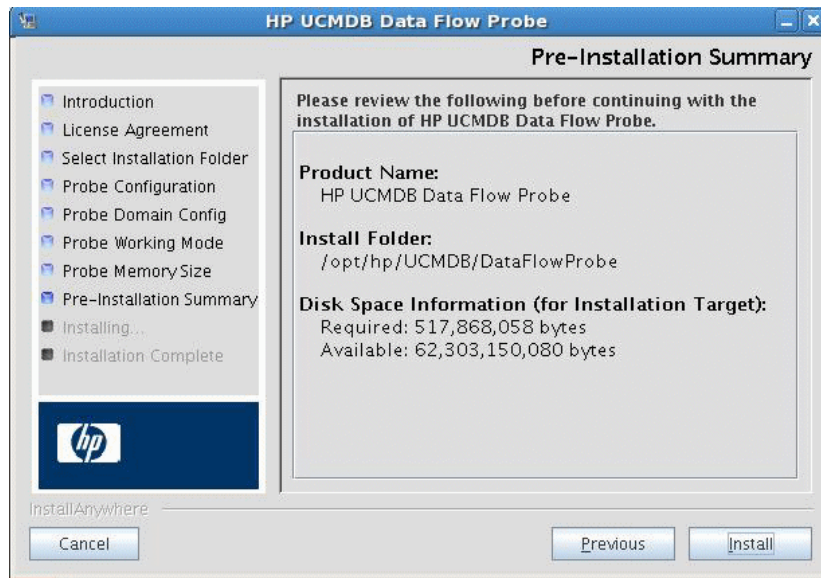 HP UCMDB Data Flow Probe
Pre-Installation Summary
Introduction
License Agreement
Select Installation Folder
Probe Configuration
Probe Domain Config
Probe Working Mode
Probe Memory Size
Pre-Installation Summary
Installing...
Installation Complete
hp
Please review the following before continuing with the
installation of HP UCMDB Data Flow Probe.
Product Name:
HP UCMDB Data Flow Probe
Install Folder:
/opt/hp/UCMDB/DataFlowProbe
Disk Space Information (for Installation Target):
Required: 517,868,058 bytes
Available: 62,303,150,080 bytes
InstallAnywhere
Cancel
Previous
Install